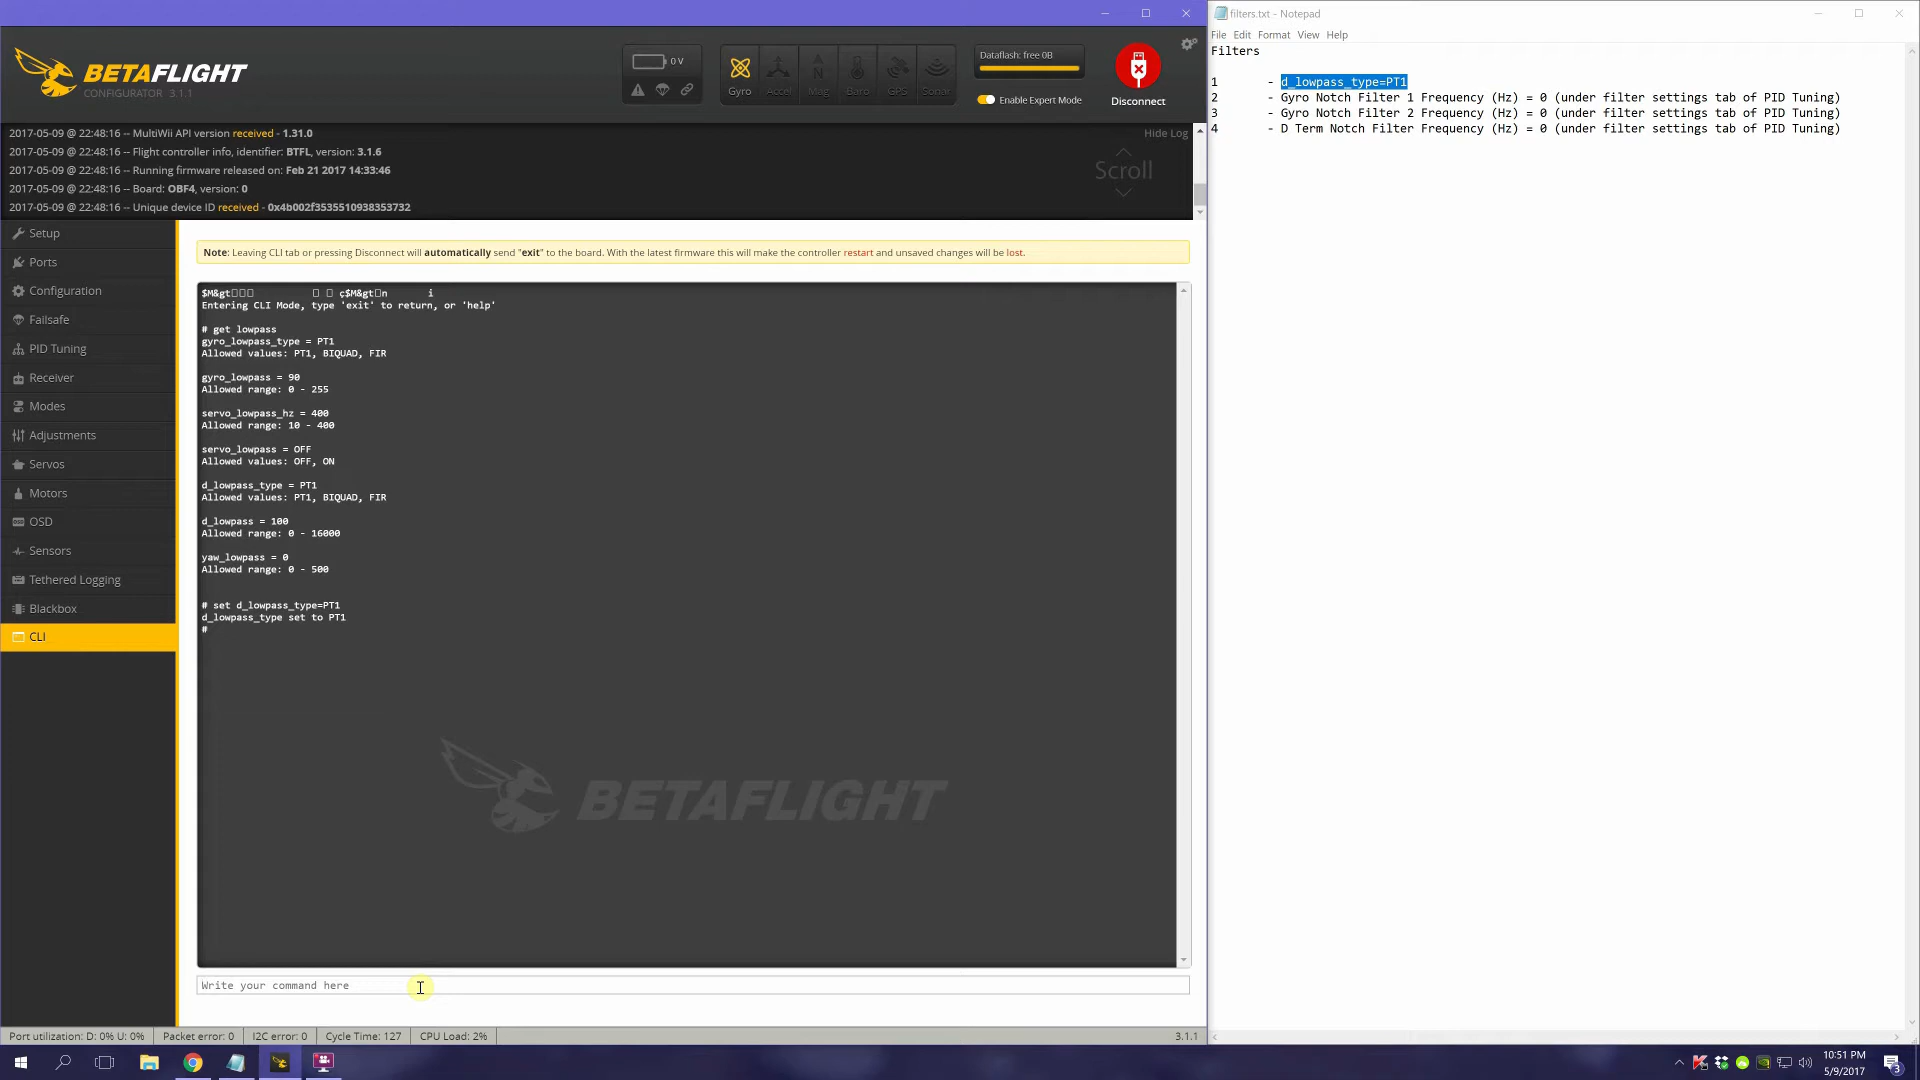 filters.txt - Notepad
File Edit Format View Help
Filters
1 - d_lowpass_type=PT1
2 - Gyro Notch Filter 1 Frequency (Hz) = 0 (under filter settings tab of PID Tuning)
3 - Gyro Notch Filter 2 Frequency (Hz) = 0 (under filter settings tab of PID Tuning)
4 - D Term Notch Filter Frequency (Hz) = 0 (under filter settings tab of PID Tuning)
BETAFLIGHT
CONFIGURATOR 3.1.1
0 V
Gyro Accel Mag Baro GPS Sonar
Dataflash: free 0B
Enable Expert Mode
Disconnect
2017-05-09 @ 22:48:16 -- MultiWii API version received - 1.31.0
2017-05-09 @ 22:48:16 -- Flight controller info, identifier: BTFL, version: 3.1.6
2017-05-09 @ 22:48:16 -- Running firmware released on: Feb 21 2017 14:33:46
2017-05-09 @ 22:48:16 -- Board: OBF4, version: 0
2017-05-09 @ 22:48:16 -- Unique device ID received - 0x4b002f3535510938353732
Hide Log
Scroll
Setup
Ports
Configuration
Failsafe
PID Tuning
Receiver
Modes
Adjustments
Servos
Motors
OSD
Sensors
Tethered Logging
Blackbox
CLI
Note: Leaving CLI tab or pressing Disconnect will automatically send "exit" to the board. With the latest firmware this will make the controller restart and unsaved changes will be lost.
$M&gt□□□ □ □ ç$M&gt□n i
Entering CLI Mode, type 'exit' to return, or 'help'
# get lowpass
gyro_lowpass_type = PT1
Allowed values: PT1, BIQUAD, FIR
gyro_lowpass = 90
Allowed range: 0 - 255
servo_lowpass_hz = 400
Allowed range: 10 - 400
servo_lowpass = OFF
Allowed values: OFF, ON
d_lowpass_type = PT1
Allowed values: PT1, BIQUAD, FIR
d_lowpass = 100
Allowed range: 0 - 16000
yaw_lowpass = 0
Allowed range: 0 - 500
# set d_lowpass_type=PT1
d_lowpass_type set to PT1
#
BETAFLIGHT
Write your command here
Port utilization: D: 0% U: 0% Packet error: 0 I2C error: 0 Cycle Time: 127 CPU Load: 2% 3.1.1
10:51 PM
5/9/2017
3